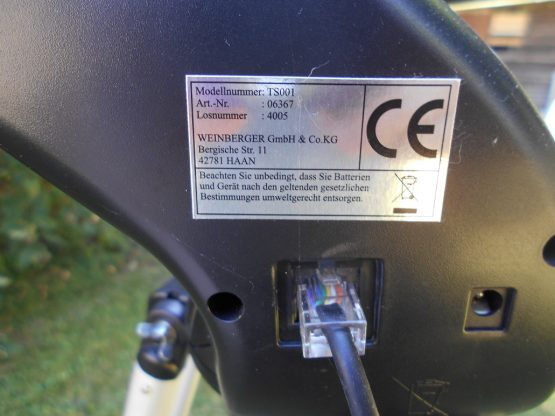 Modellnummer: TS001
Art.-Nr. : 06367
Losnummer : 4005
CE
WEINBERGER GmbH & Co.KG
Bergische Str. 11
42781 HAAN
Beachten Sie unbedingt, dass Sie Batterien
und Gerät nach den geltenden gesetzlichen
Bestimmungen umweltgerecht entsorgen.